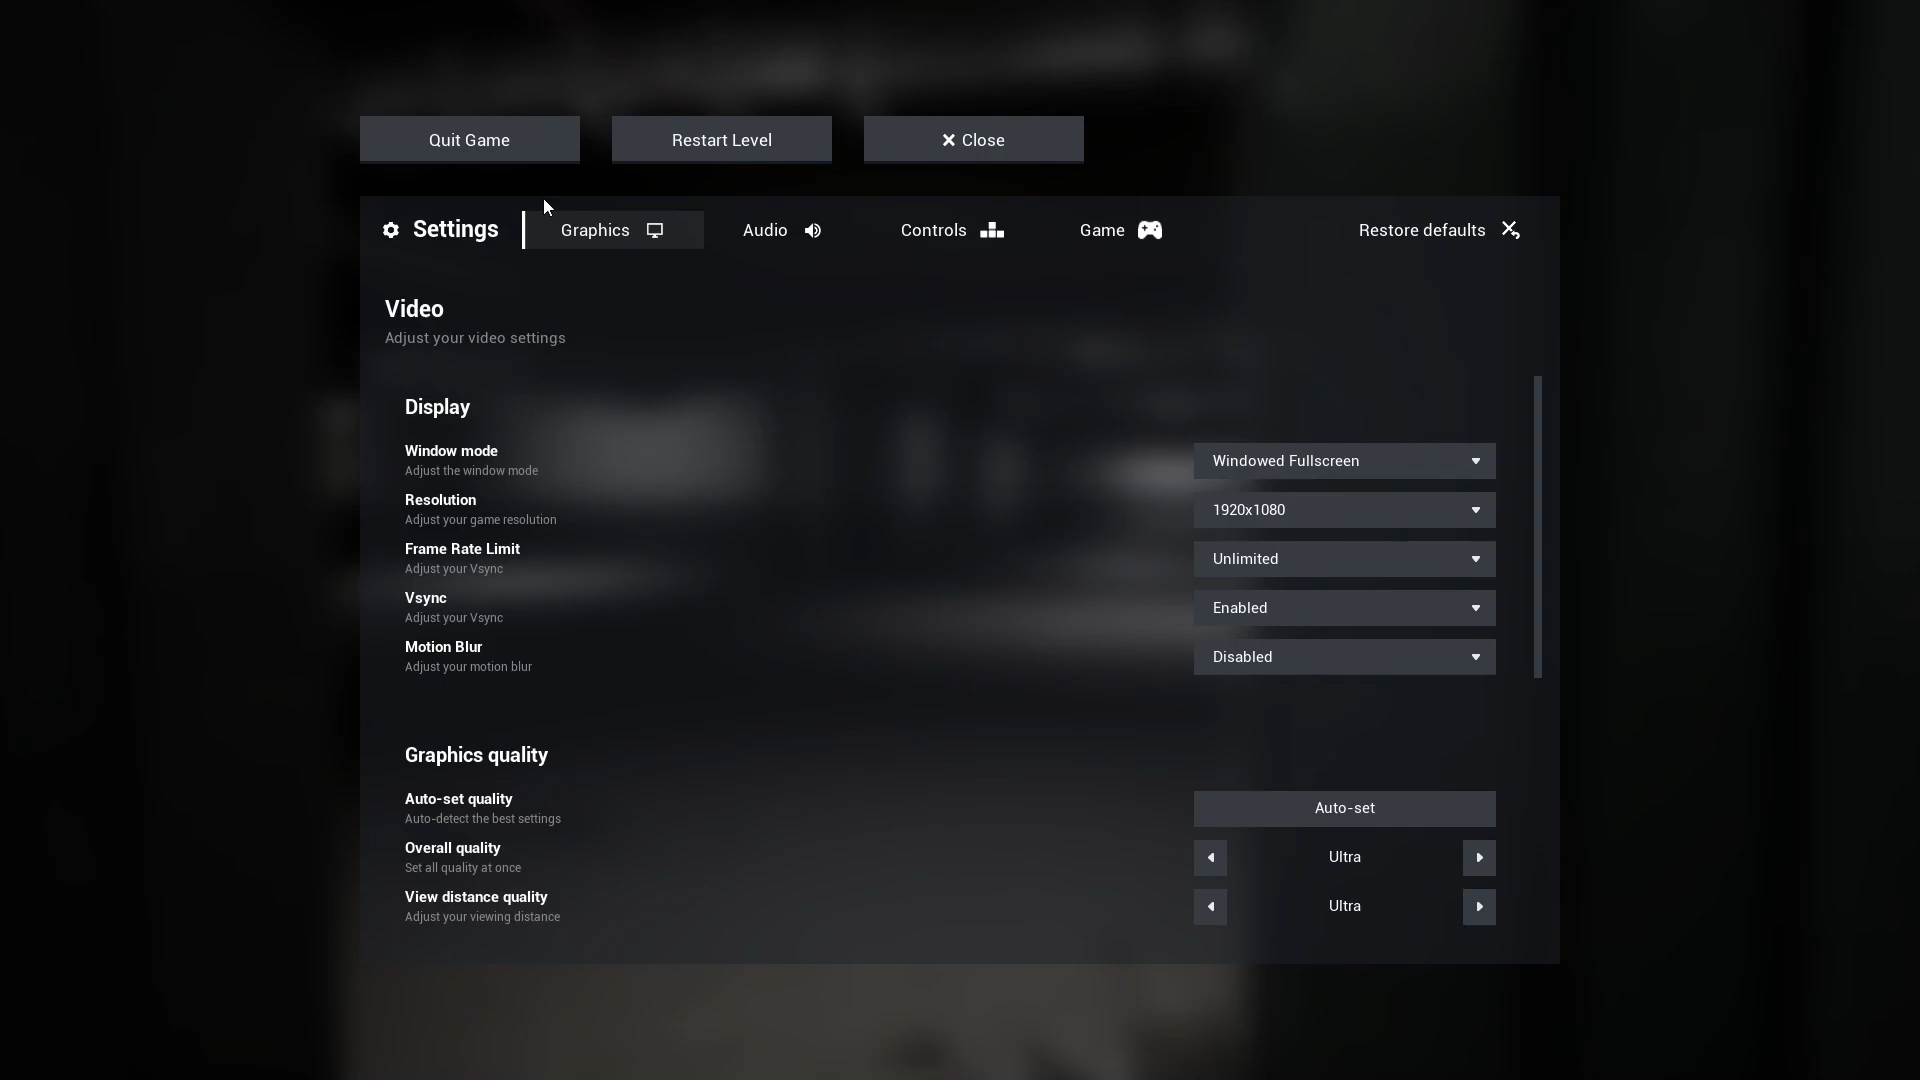 Quit Game
Restart Level
Close
Settings
Graphics
Audio
Controls
Game
Restore defaults
Video
Adjust your video settings
Display
Window mode
Adjust the window mode
Windowed Fullscreen
Resolution
Adjust your game resolution
1920x1080
Frame Rate Limit
Adjust your Vsync
Unlimited
Vsync
Adjust your Vsync
Enabled
Motion Blur
Adjust your motion blur
Disabled
Graphics quality
Auto-set quality
Auto-detect the best settings
Auto-set
Overall quality
Set all quality at once
Ultra
View distance quality
Adjust your viewing distance
Ultra